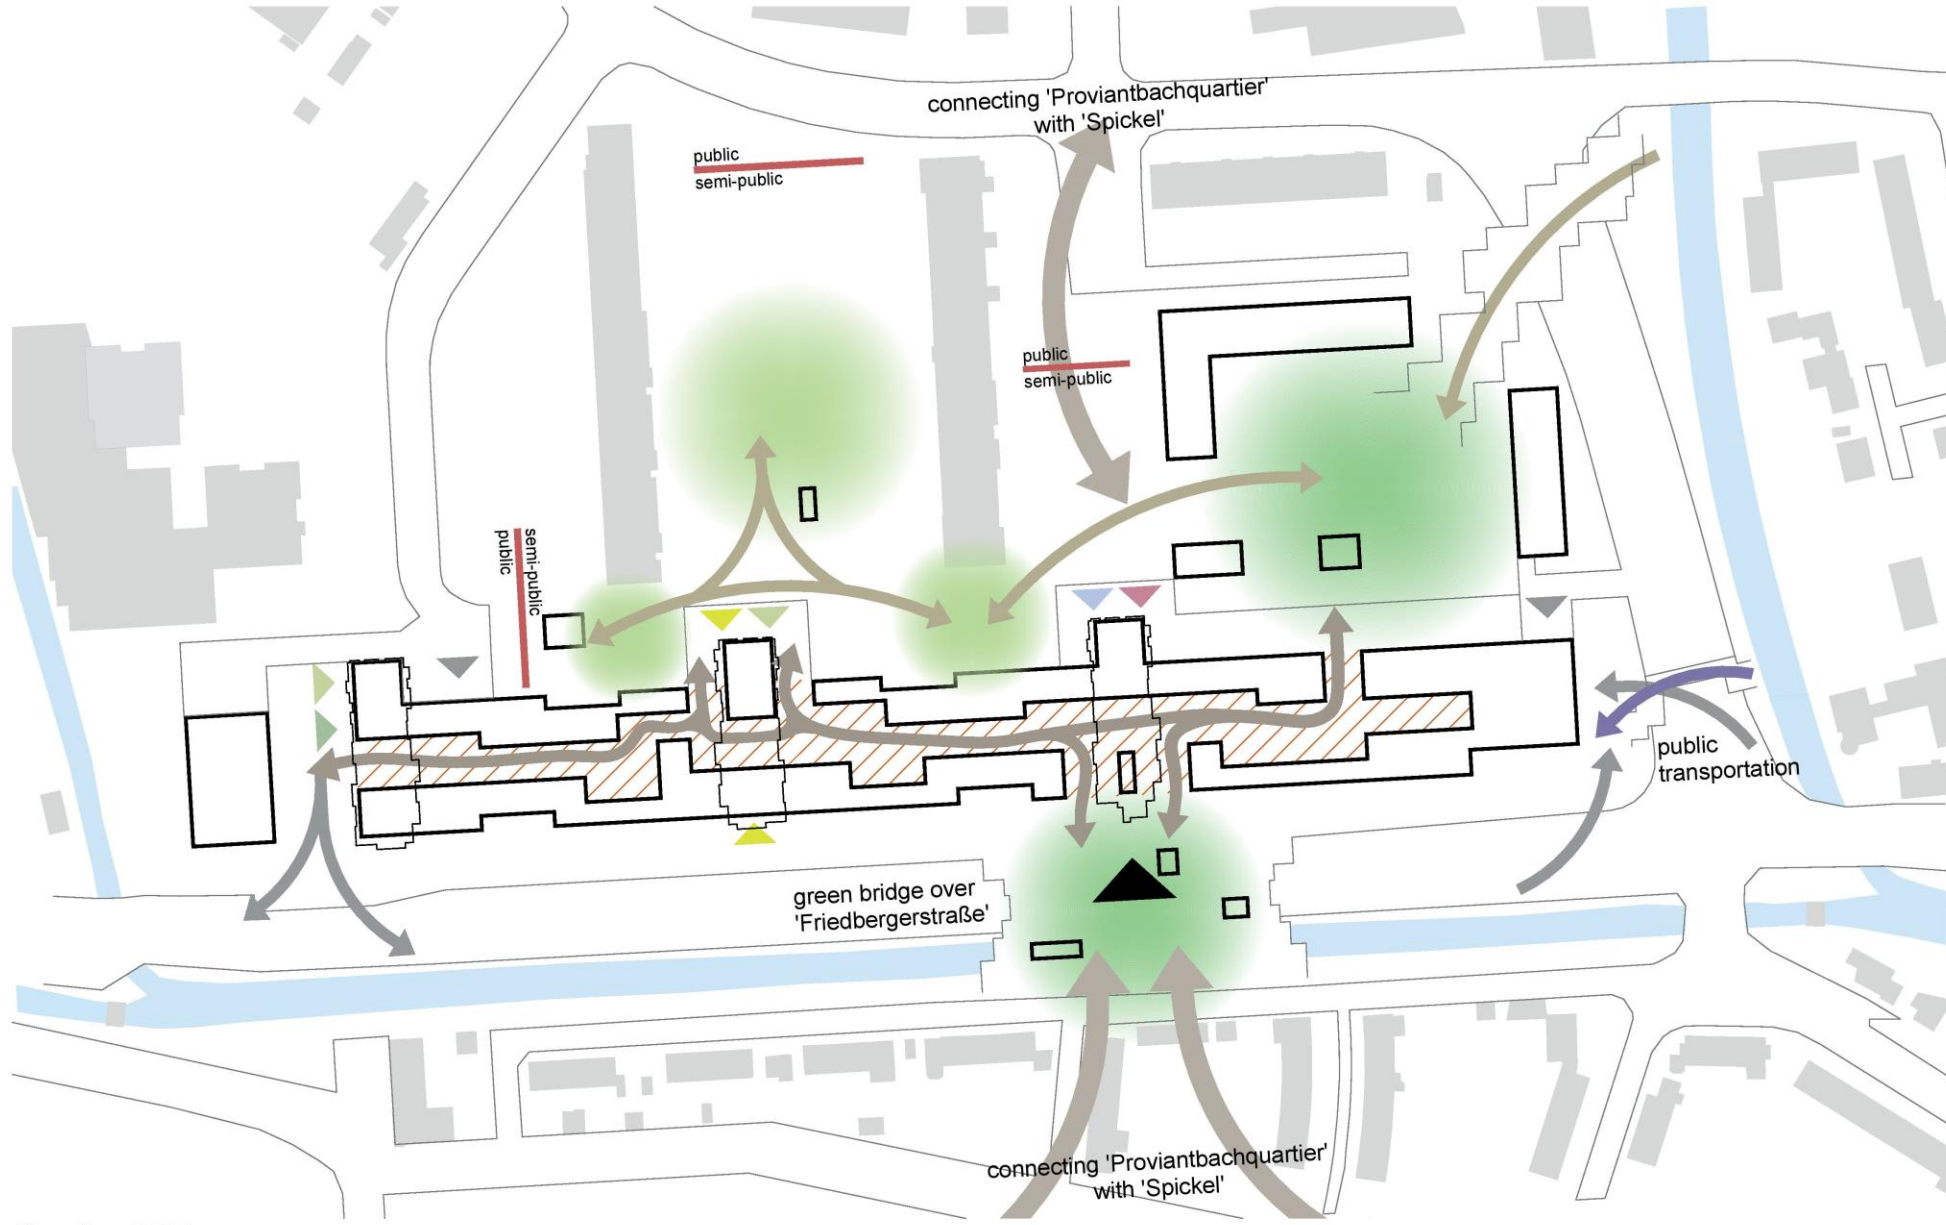 connecting 'Proviantbachquartier'
with 'Spickel'
public
semi-public
public
semi-public
semi-public
public
public
transportation
green bridge over
'Friedbergerstraße'
connecting 'Proviantbachquartier'
with 'Spickel'